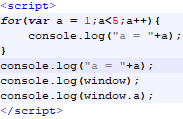 <script>
for(var a = 1;a<5;a++){
    console.log("a = "+a);
}
console.log("a = "+a);
console.log(window);
console.log(window.a);
</script>